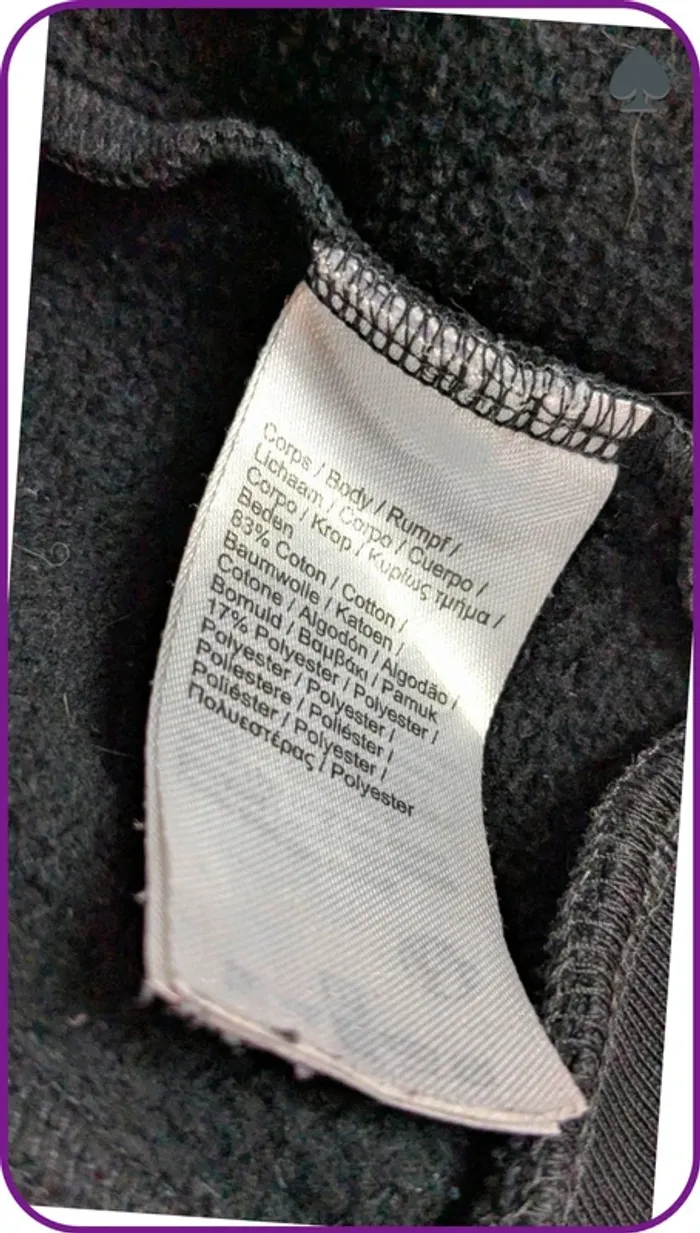 Corps / Body / Rumpf /
Lichaam / Corpo / Cuerpo /
Corpo / Krop / Κυρίως τμήμα /
Beden
83% Coton / Cotton /
Baumwolle / Katoen /
Cotone / Algodón / Algodão /
Bomuld / Βαμβάκι / Pamuk
17% Polyester / Polyester /
Polyester / Polyester /
Poliestere / Poliéster /
Poliéster / Polyester /
Πολυεστέρας / Polyester